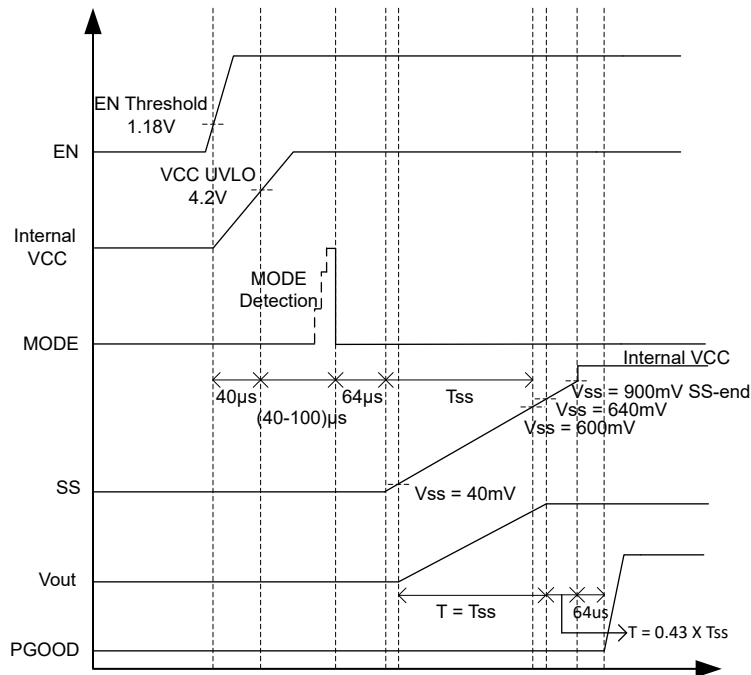 EN Threshold
1.18V
EN
VCC UVLO
4.2V
Internal
VCC
MODE
Detection
MODE
Internal VCC
40µs
(40-100)µs
64µs
Tss
Vss = 900mV SS-end
Vss = 640mV
Vss = 600mV
SS
Vss = 40mV
Vout
T = Tss
64us
T = 0.43 X Tss
PGOOD